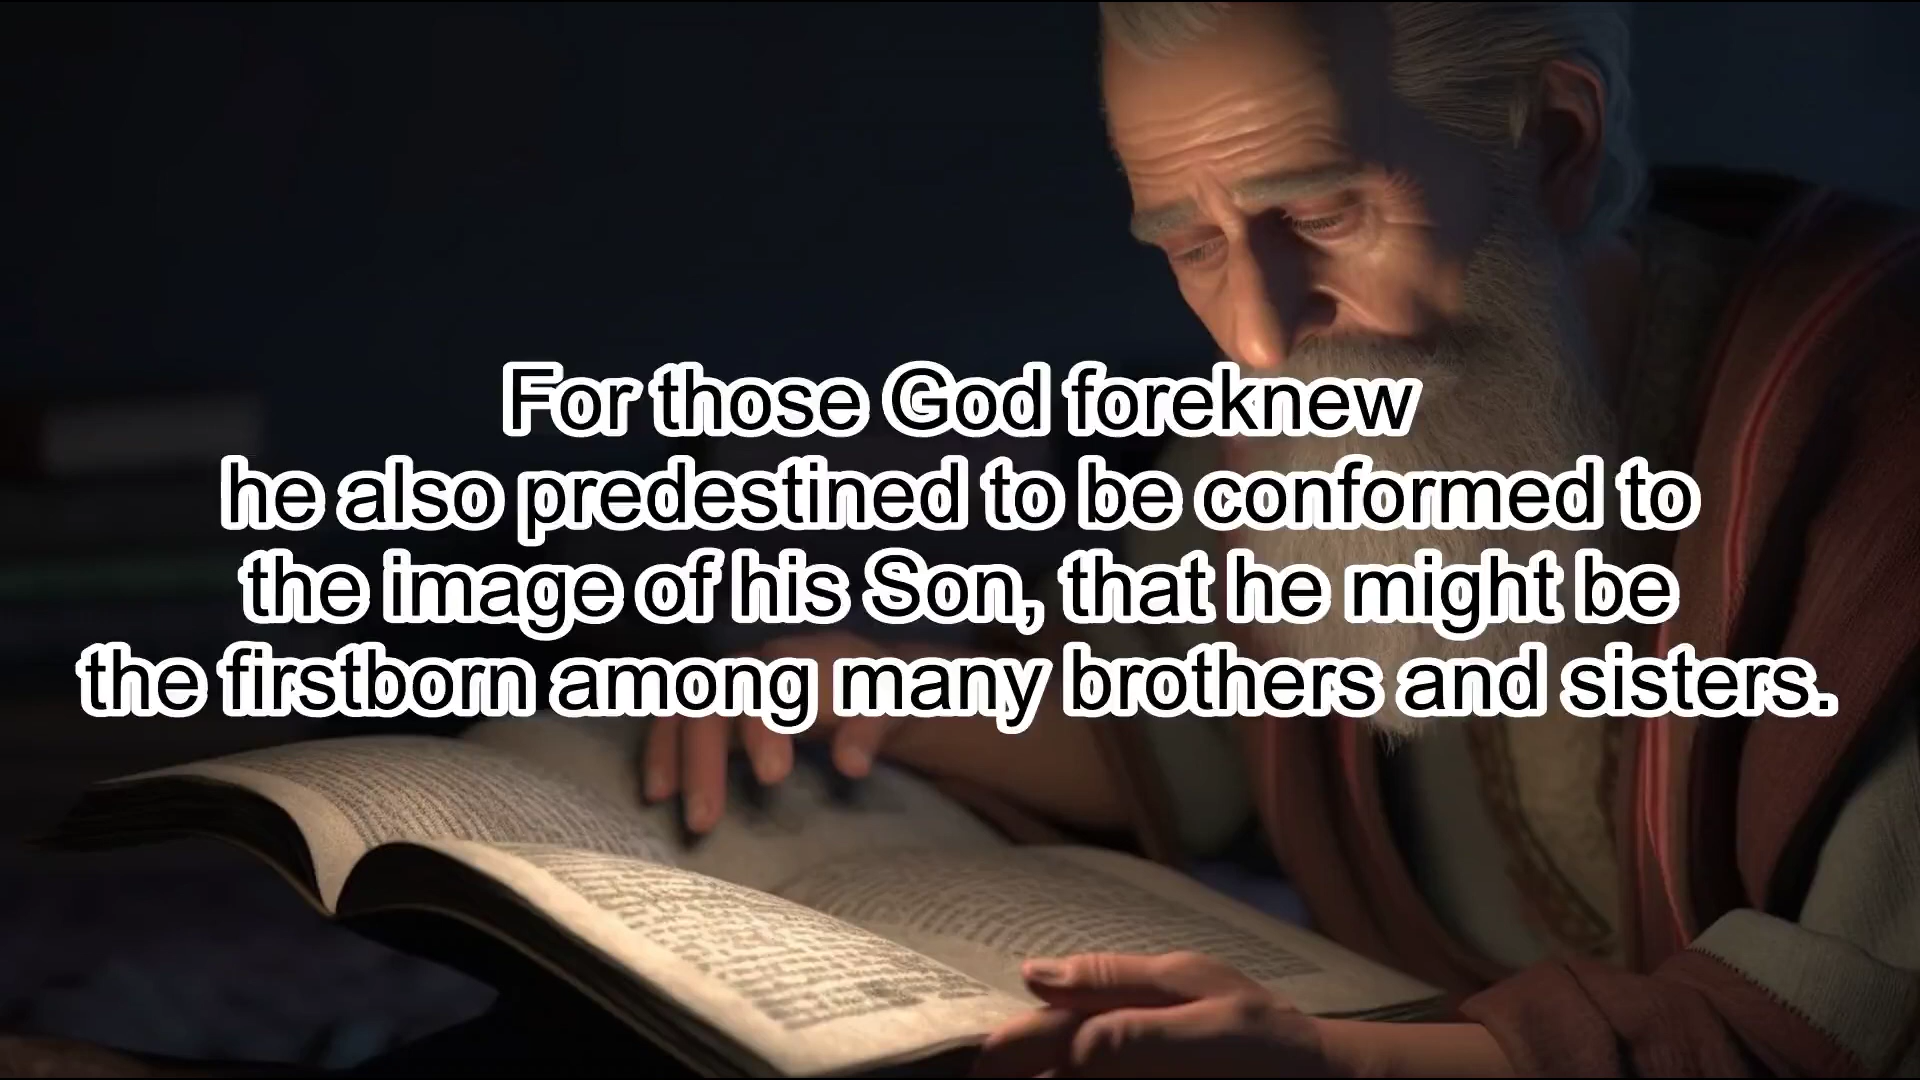 For those God foreknew
he also predestined to be conformed to
the image of his Son, that he might be
the firstborn among many brothers and sisters.